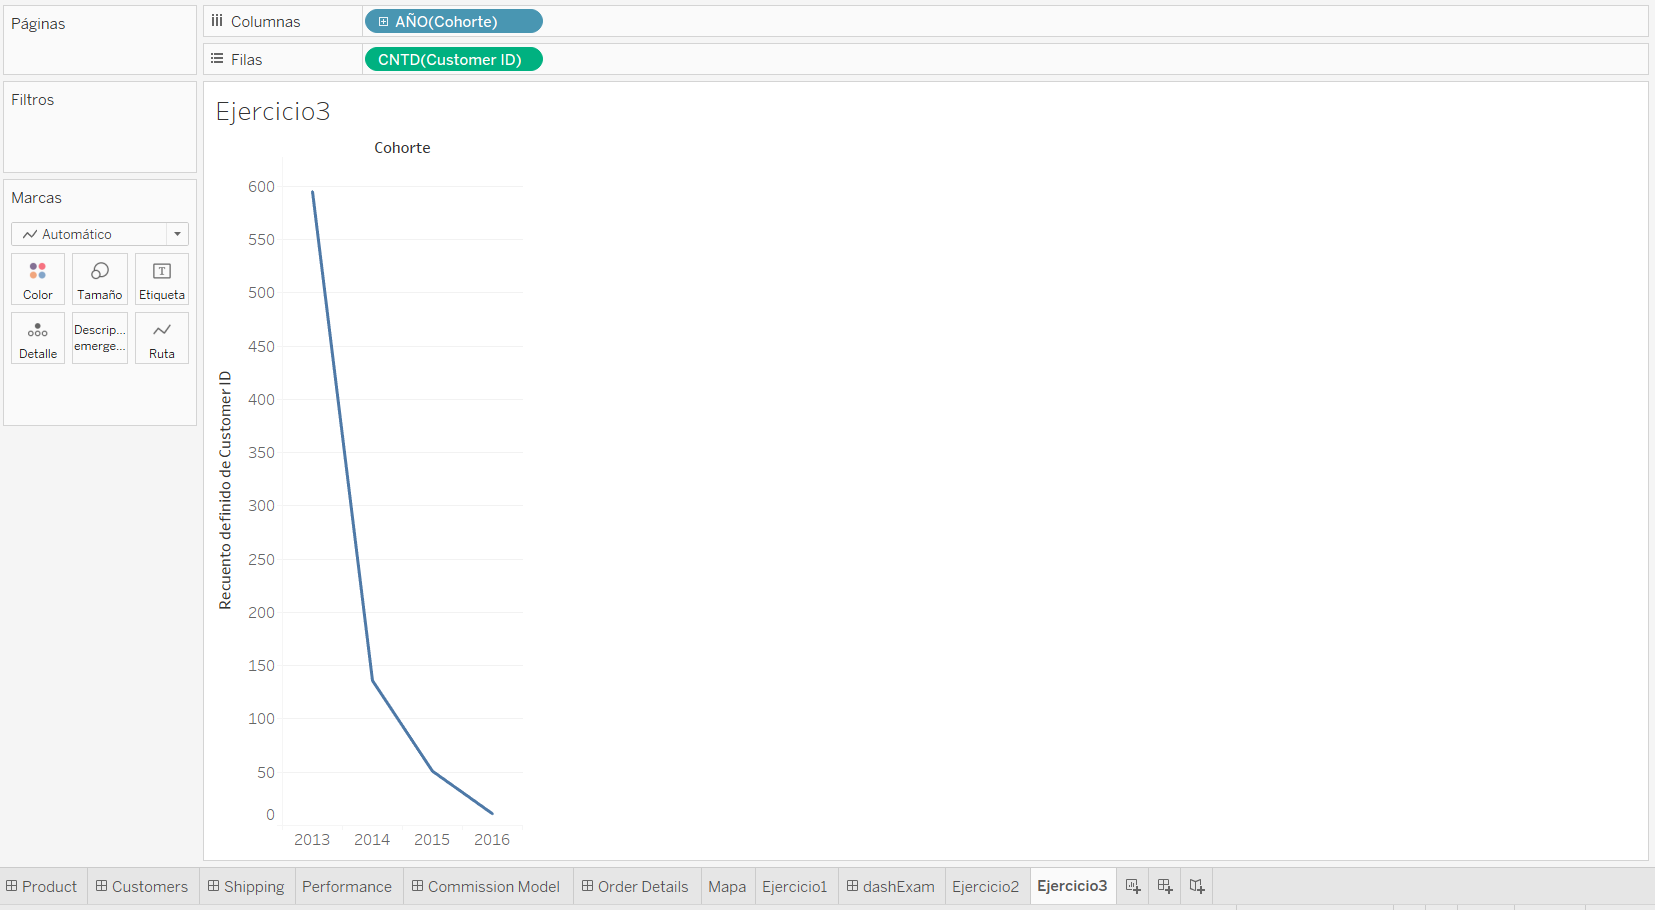 Páginas
Columnas
AÑO(Cohorte)
Filas
CNTD(Customer ID)
Filtros
Marcas
Automático
Color
Tamaño
Etiqueta
Detalle
Descrip...
emerge...
Ruta
Ejercicio3
Cohorte
Recuento definido de Customer ID
600
550
500
450
400
350
300
250
200
150
100
50
0
2013 2014 2015 2016
Product Customers Shipping Performance Commission Model Order Details Mapa Ejercicio1 dashExam Ejercicio2 Ejercicio3